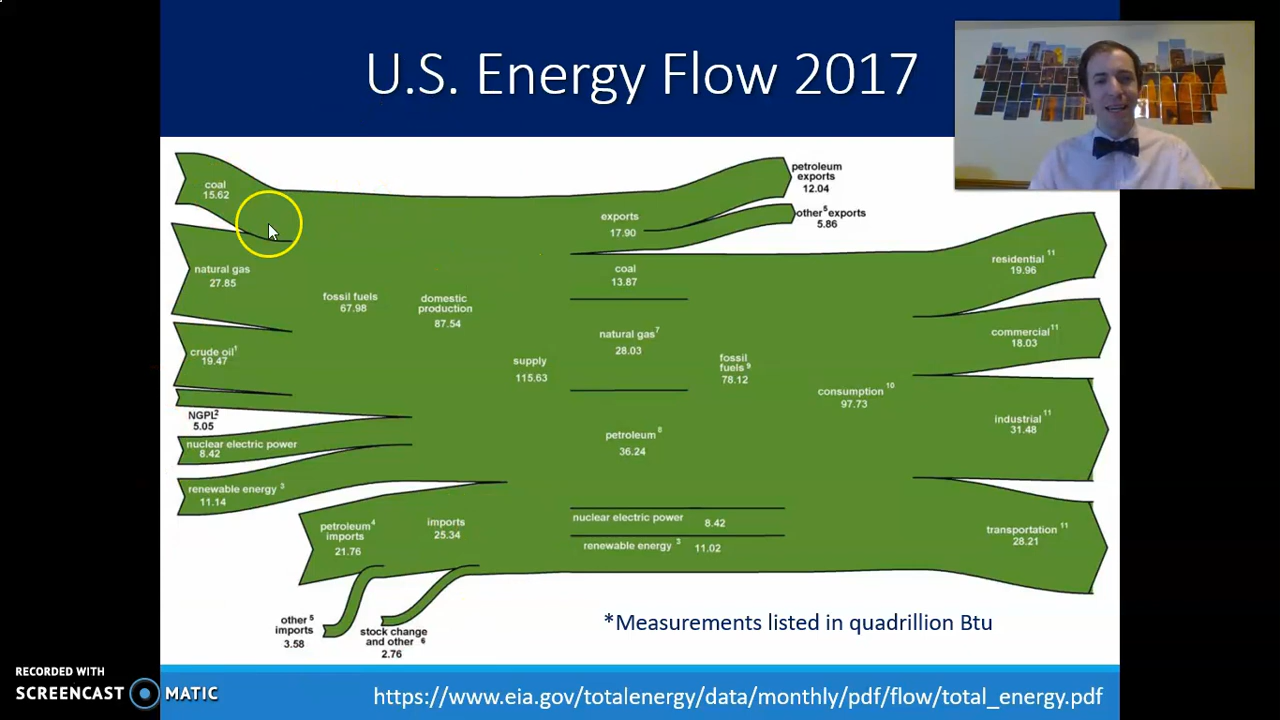 U.S. Energy Flow 2017
coal
15.62
natural gas
27.85
crude oil¹
19.47
NGPL²
5.05
nuclear electric power
8.42
renewable energy ³
11.14
fossil fuels
67.98
domestic
production
87.54
petroleum⁴
imports
21.76
imports
25.34
other ⁵
imports
3.58
stock change
and other ⁶
2.76
supply
115.63
exports
17.90
petroleum
exports
12.04
other⁵ exports
5.86
coal
13.87
natural gas⁷
28.03
petroleum⁸
36.24
nuclear electric power 8.42
renewable energy ³ 11.02
fossil
fuels⁹
78.12
consumption ¹⁰
97.73
residential ¹¹
19.96
commercial¹¹
18.03
industrial ¹¹
31.48
transportation ¹¹
28.21
*Measurements listed in quadrillion Btu
https://www.eia.gov/totalenergy/data/monthly/pdf/flow/total_energy.pdf
RECORDED WITH
SCREENCAST MATIC